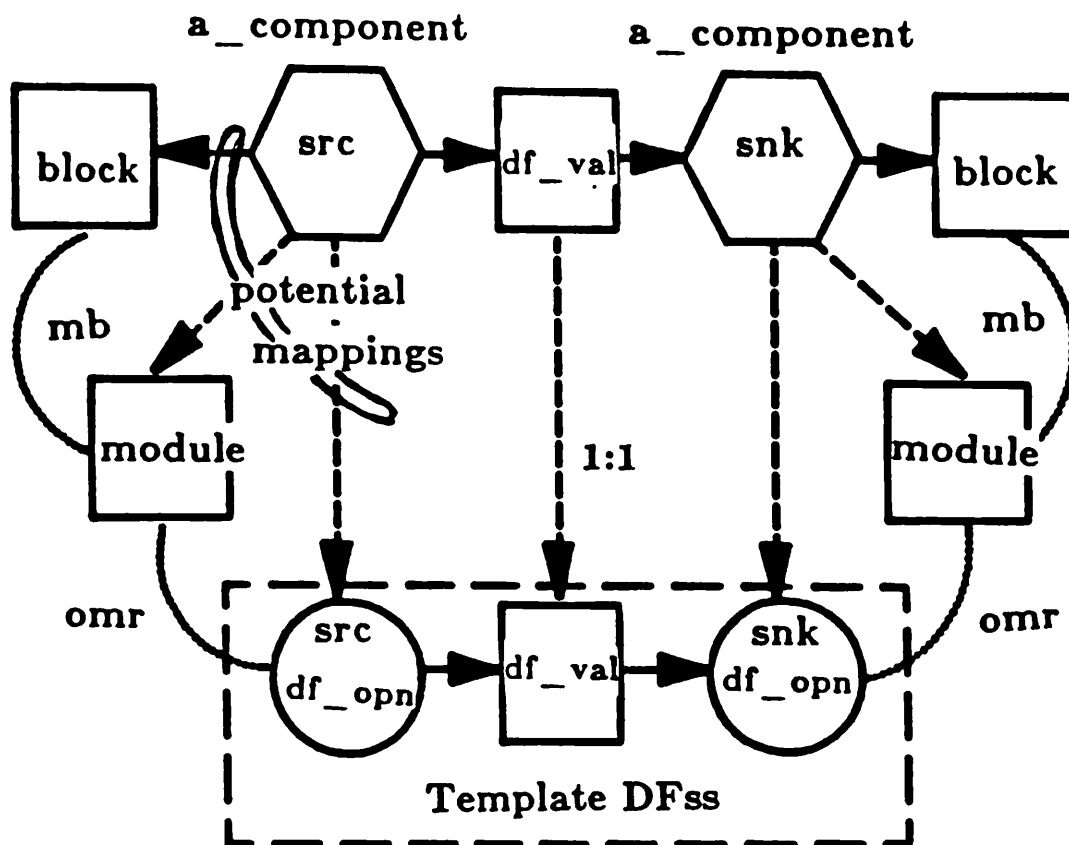 a_component
a_component
block
src
df_val
snk
block
potential
mappings
mb
mb
module
1:1
module
omr
omr
src
df_opn
df_val
snk
df_opn
Template DFss